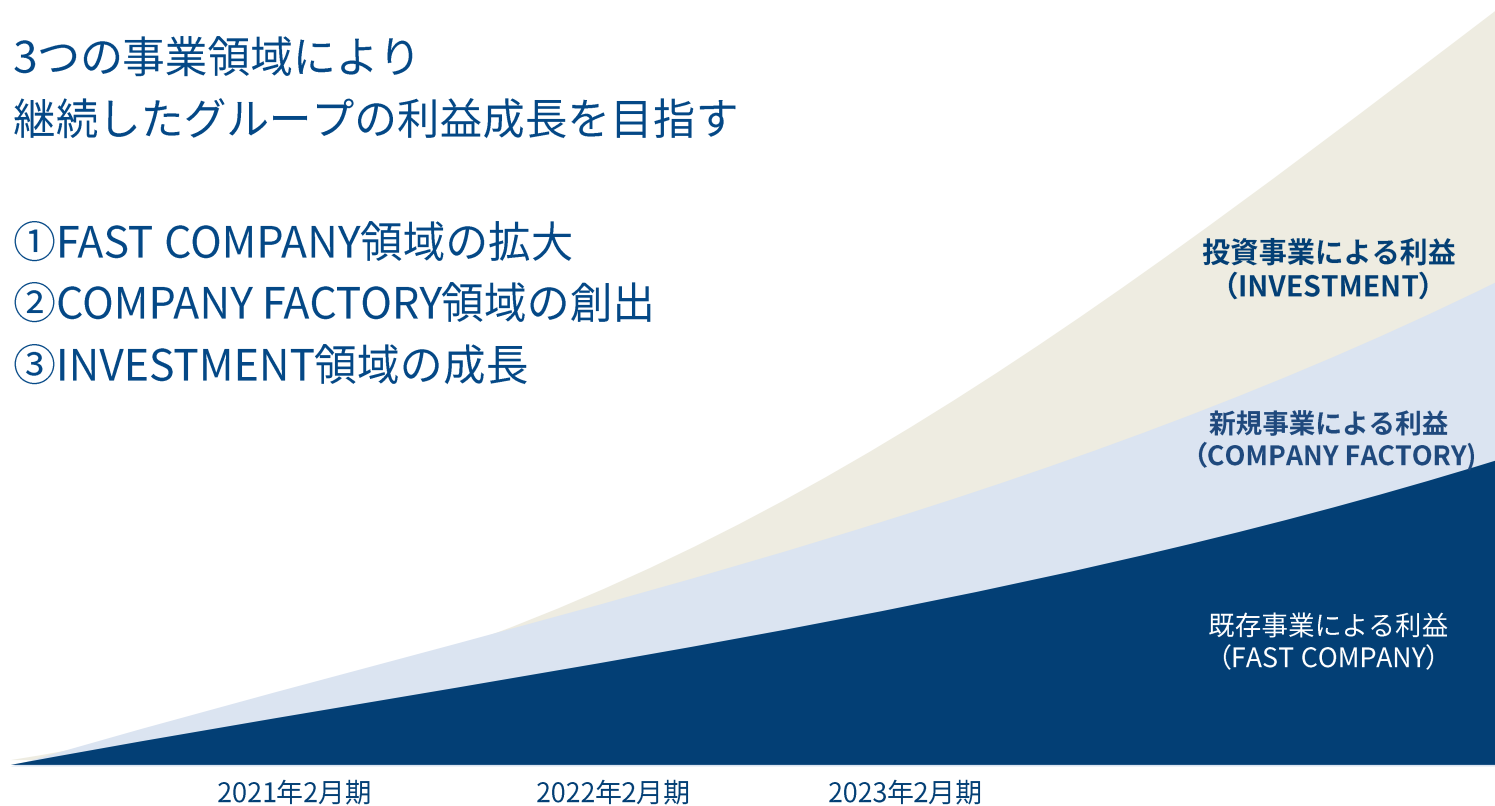 3つの事業領域により
継続したグループの利益成長を目指す
①FAST COMPANY領域の拡大
②COMPANY FACTORY領域の創出
③INVESTMENT領域の成長
投資事業による利益
（INVESTMENT）
新規事業による利益
（COMPANY FACTORY)
既存事業による利益
（FAST COMPANY）
2021年2月期
2022年2月期
2023年2月期